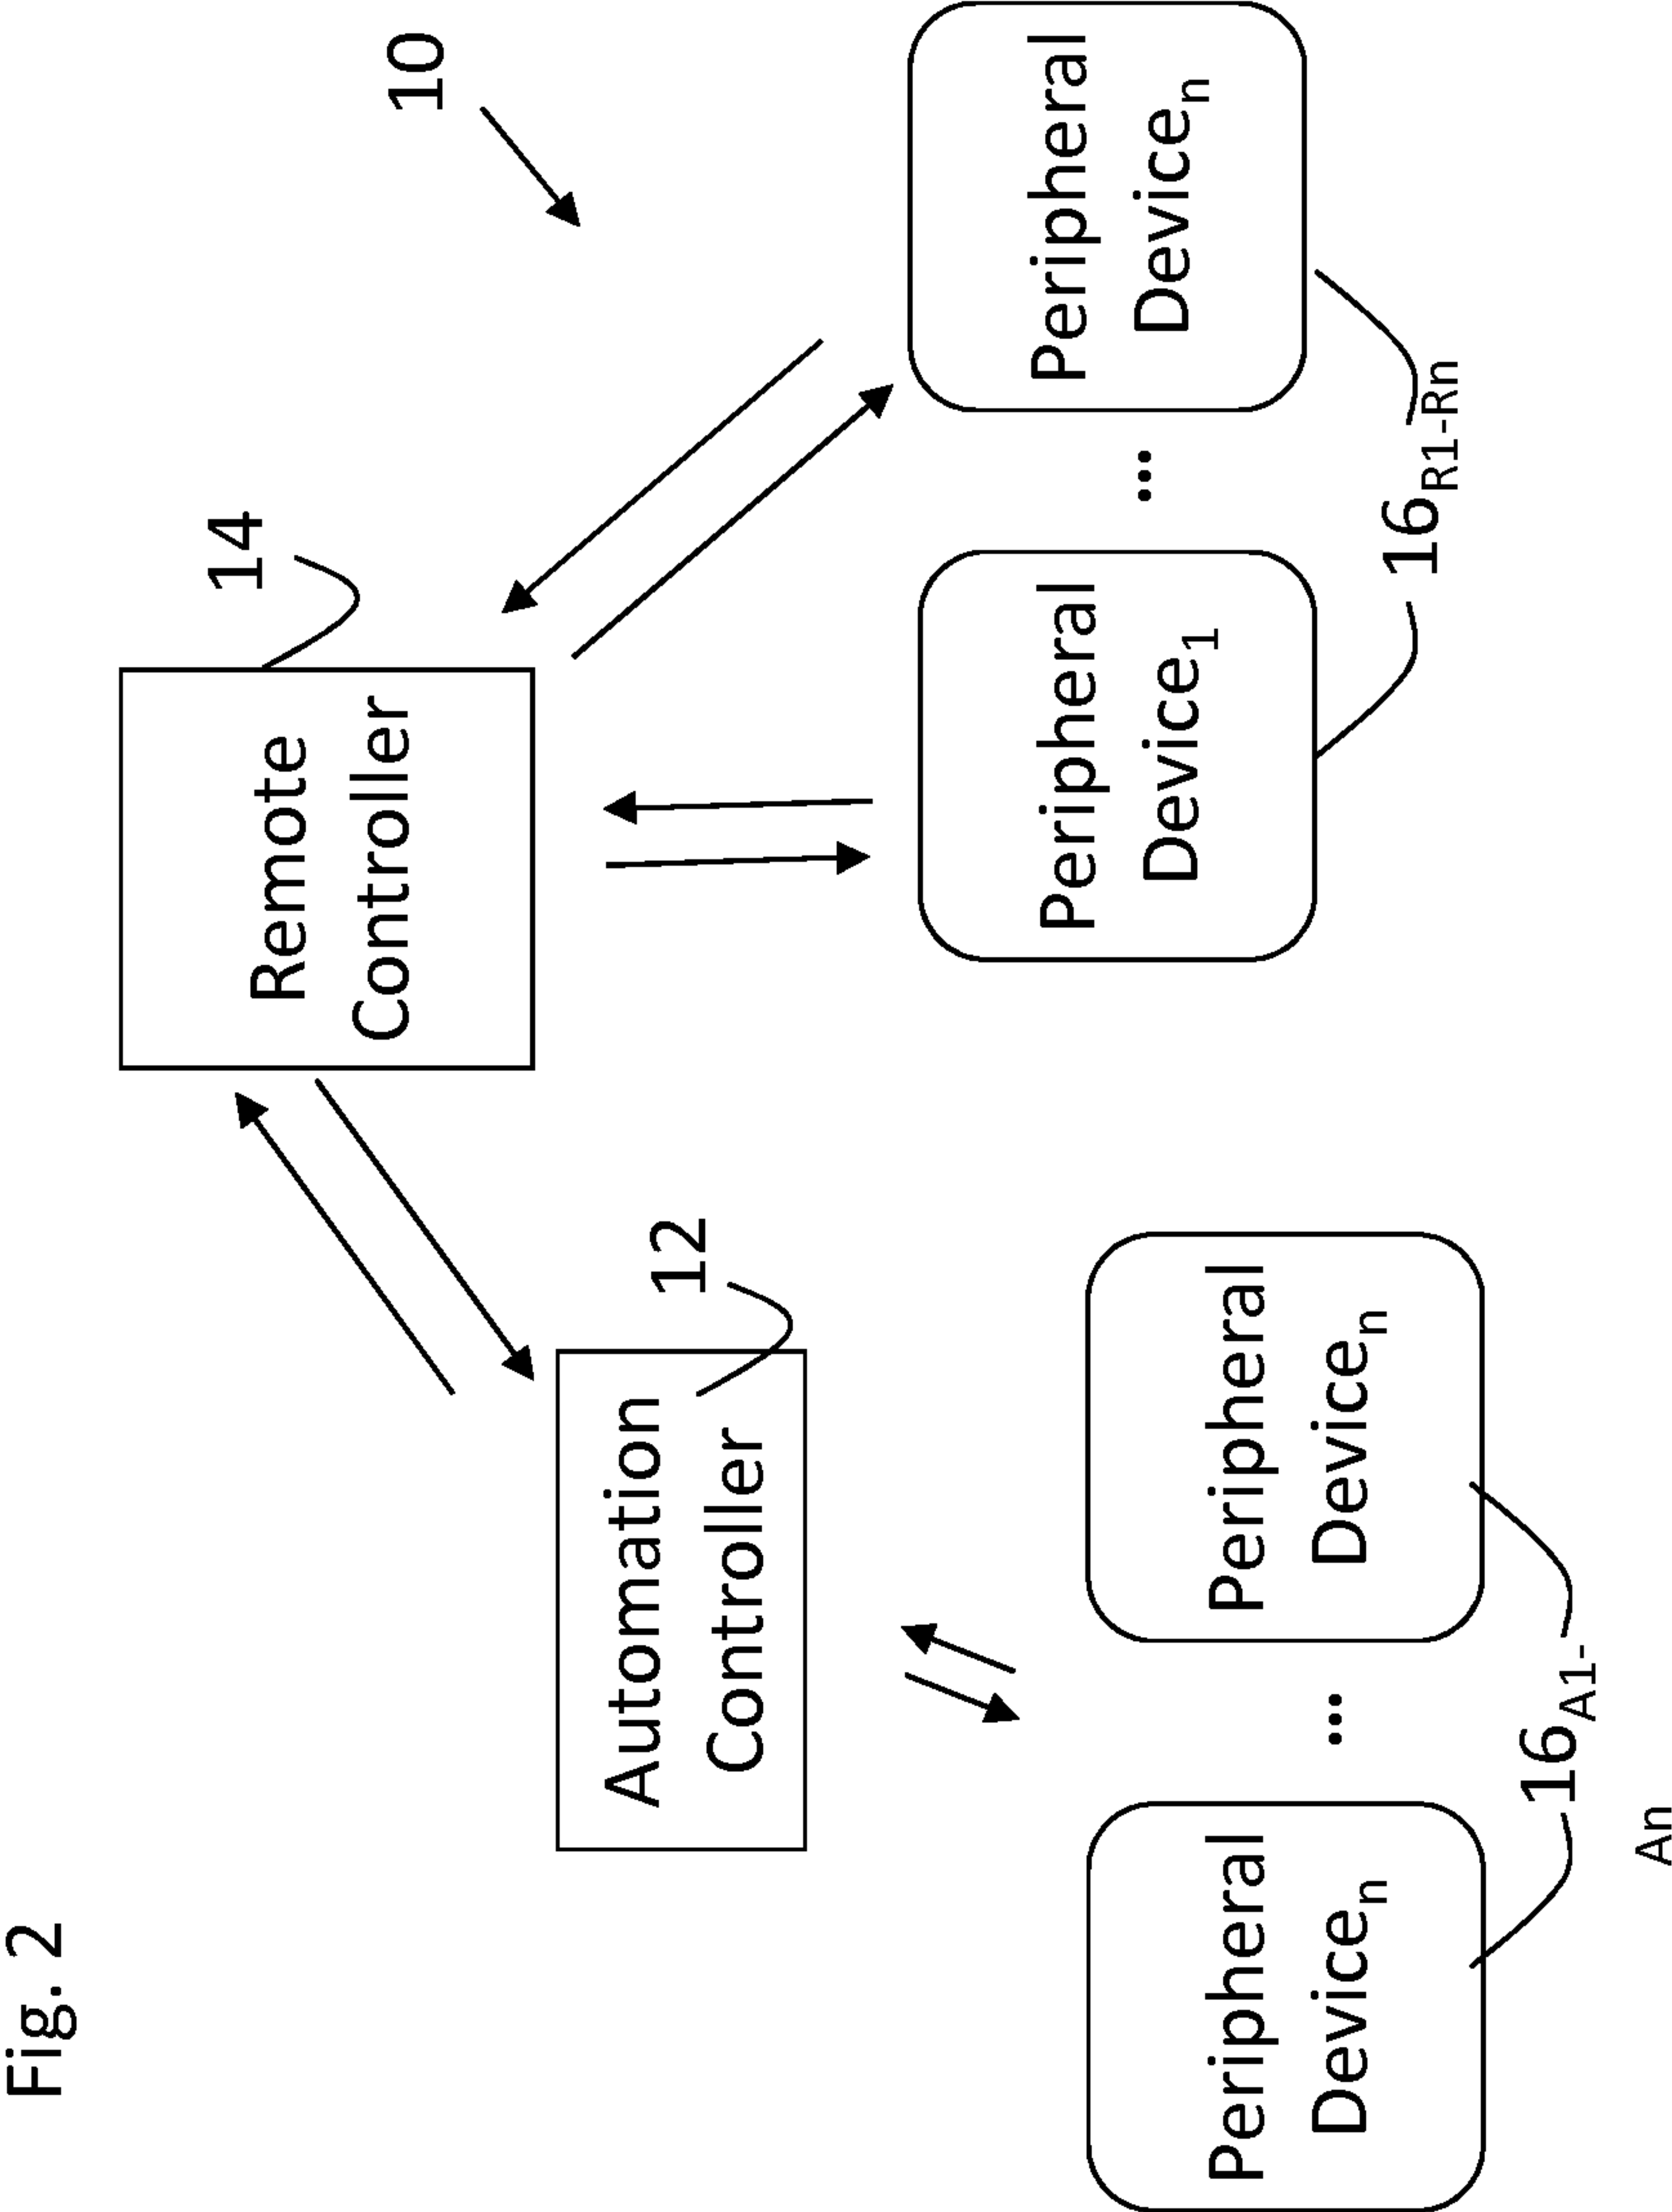 Fig. 2
10
14
Remote
Controller
12
Automation
Controller
Peripheral
Device1
...
Peripheral
Devicen
16R1-Rn
Peripheral
Devicen
...
Peripheral
Devicen
16A1-
An